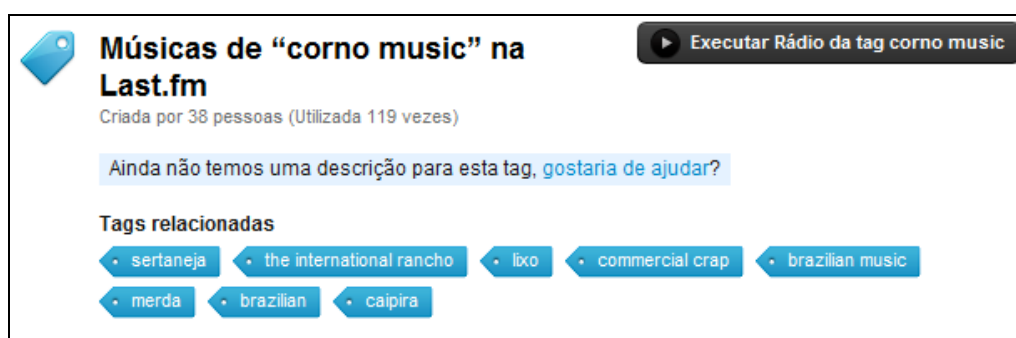 Músicas de “corno music” na
Last.fm
Executar Rádio da tag corno music
Criada por 38 pessoas (Utilizada 119 vezes)
Ainda não temos uma descrição para esta tag, gostaria de ajudar?
Tags relacionadas
sertaneja the international rancho lixo commercial crap brazilian music
merda brazilian caipira